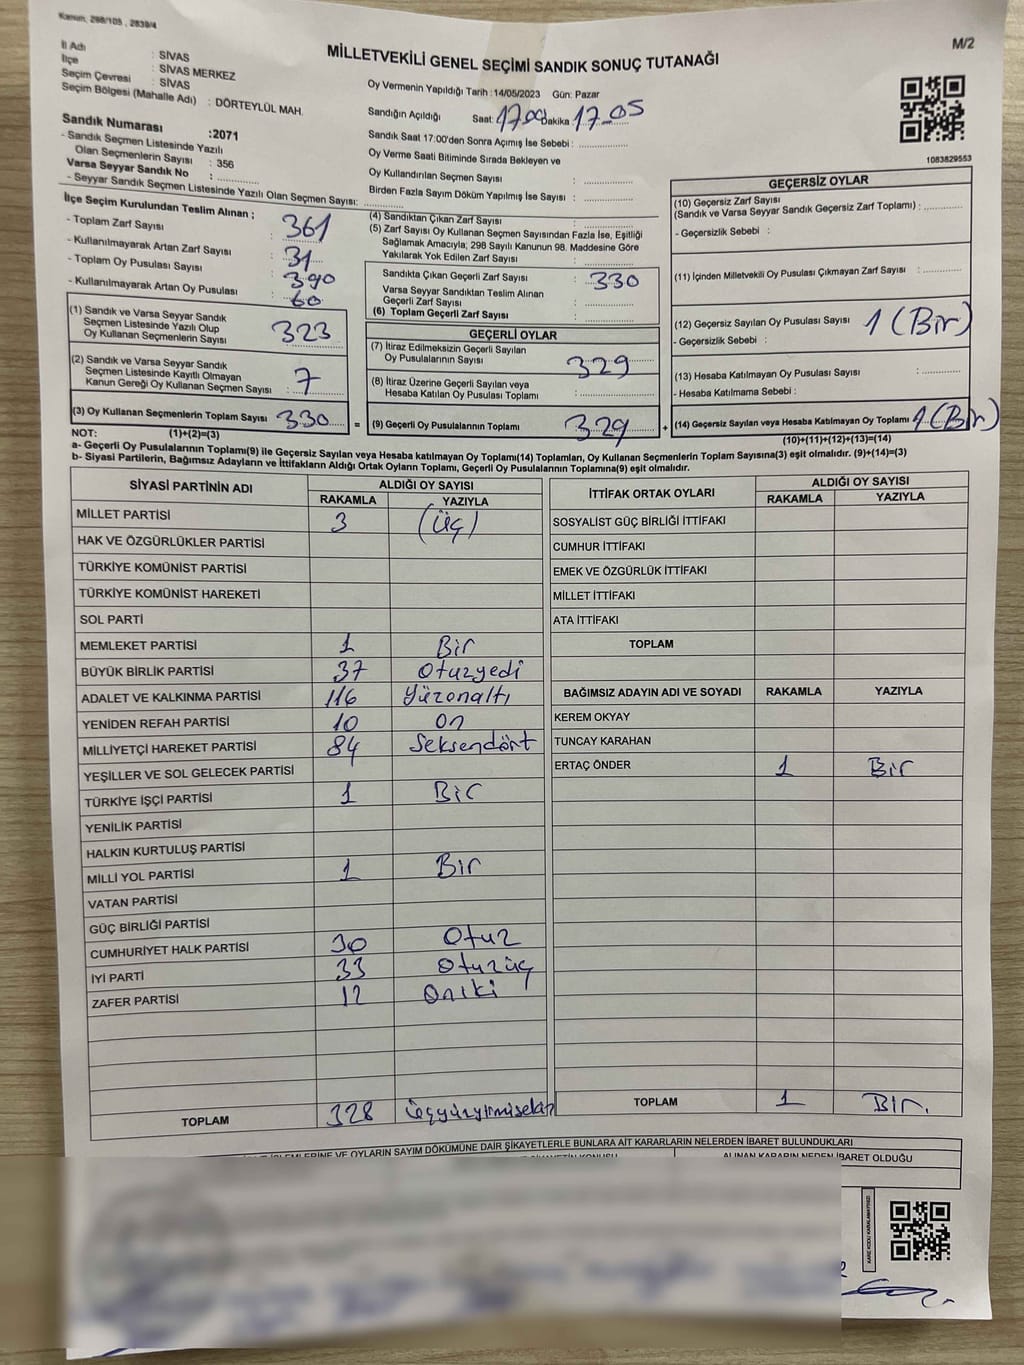 Kanun, 298/105 , 2839/4
M/2
MİLLETVEKİLİ GENEL SEÇİMİ SANDIK SONUÇ TUTANAĞI
İl Adı : SİVAS
İlçe : SİVAS MERKEZ
Seçim Çevresi : SİVAS
Seçim Bölgesi (Mahalle Adı) : DÖRTEYLÜL MAH.
Sandık Numarası :2071
- Sandık Seçmen Listesinde Yazılı
Olan Seçmenlerin Sayısı : 356
Varsa Seyyar Sandık No :
- Seyyar Sandık Seçmen Listesinde Yazılı Olan Seçmen Sayısı:
Oy Vermenin Yapıldığı Tarih :14/05/2023 Gün: Pazar
Sandığın Açıldığı Saat: 17.00 Dakika : 17.05
Sandık Saat 17:00'den Sonra Açımış İse Sebebi :
Oy Verme Saati Bitiminde Sırada Bekleyen ve
Oy Kullandırılan Seçmen Sayısı :
Birden Fazla Sayım Döküm Yapılmış İse Sayısı :
1083829553
İlçe Seçim Kurulundan Teslim Alınan ;
- Toplam Zarf Sayısı : 361
- Kullanılmayarak Artan Zarf Sayısı : 31
- Toplam Oy Pusulası Sayısı : 390
- Kullanılmayarak Artan Oy Pusulası : 60
(1) Sandık ve Varsa Seyyar Sandık
Seçmen Listesinde Yazılı Olup
Oy Kullanan Seçmenlerin Sayısı : 323
(2) Sandık ve Varsa Seyyar Sandık
Seçmen Listesinde Kayıtlı Olmayan
Kanun Gereği Oy Kullanan Seçmen Sayısı : 7
(3) Oy Kullanan Seçmenlerin Toplam Sayısı 330 =
(4) Sandıktan Çıkan Zarf Sayısı :
(5) Zarf Sayısı Oy Kullanan Seçmen Sayısından Fazla İse, Eşitliği
Sağlamak Amacıyla; 298 Sayılı Kanunun 98. Maddesine Göre
Yakılarak Yok Edilen Zarf Sayısı :
Sandıkta Çıkan Geçerli Zarf Sayısı : 330
Varsa Seyyar Sandıktan Teslim Alınan
Geçerli Zarf Sayısı :
(6) Toplam Geçerli Zarf Sayısı :
GEÇERLİ OYLAR
(7) İtiraz Edilmeksizin Geçerli Sayılan
Oy Pusulalarının Sayısı : 329
(8) İtiraz Üzerine Geçerli Sayılan veya
Hesaba Katılan Oy Pusulası Toplamı :
(9) Geçerli Oy Pusulalarının Toplamı : 329 +
GEÇERSİZ OYLAR
(10) Geçersiz Zarf Sayısı
(Sandık ve Varsa Seyyar Sandık Geçersiz Zarf Toplamı) :
- Geçersizlik Sebebi :
(11) İçinden Milletvekili Oy Pusulası Çıkmayan Zarf Sayısı :
(12) Geçersiz Sayılan Oy Pusulası Sayısı : 1 (Bir)
- Geçersizlik Sebebi :
(13) Hesaba Katılmayan Oy Pusulası Sayısı :
- Hesaba Katılmama Sebebi :
(14) Geçersiz Sayılan veya Hesaba Katılmayan Oy Toplamı : 1 (Bir)
NOT: (1)+(2)=(3)
(10)+(11)+(12)+(13)=(14)
a- Geçerli Oy Pusulalarının Toplamı(9) ile Geçersiz Sayılan veya Hesaba katılmayan Oy Toplamı(14) Toplamları, Oy Kullanan Seçmenlerin Toplam Sayısına(3) eşit olmalıdır. (9)+(14)=(3)
b- Siyasi Partilerin, Bağımsız Adayların ve İttifakların Aldığı Ortak Oyların Toplamı, Geçerli Oy Pusulalarının Toplamına(9) eşit olmalıdır.
SİYASİ PARTİNİN ADI ALDIĞI OY SAYISI
RAKAMLA YAZIYLA
MİLLET PARTİSİ 3 (Üç)
HAK VE ÖZGÜRLÜKLER PARTİSİ
TÜRKİYE KOMÜNİST PARTİSİ
TÜRKİYE KOMÜNİST HAREKETİ
SOL PARTİ
MEMLEKET PARTİSİ 1 Bir
BÜYÜK BİRLİK PARTİSİ 37 Otuzyedi
ADALET VE KALKINMA PARTİSİ 116 Yüzonaltı
YENİDEN REFAH PARTİSİ 10 On
MİLLİYETÇİ HAREKET PARTİSİ 84 Seksendört
YEŞİLLER VE SOL GELECEK PARTİSİ
TÜRKİYE İŞÇİ PARTİSİ 1 Bir
YENİLİK PARTİSİ
HALKIN KURTULUŞ PARTİSİ
MİLLİ YOL PARTİSİ 1 Bir
VATAN PARTİSİ
GÜÇ BİRLİĞİ PARTİSİ
CUMHURİYET HALK PARTİSİ 30 Otuz
İYİ PARTİ 33 Otuzüç
ZAFER PARTİSİ 12 Oniki
TOPLAM 328 Üçyüzyirmisekiz
İTTİFAK ORTAK OYLARI ALDIĞI OY SAYISI
RAKAMLA YAZIYLA
SOSYALİST GÜÇ BİRLİĞİ İTTİFAKI
CUMHUR İTTİFAKI
EMEK VE ÖZGÜRLÜK İTTİFAKI
MİLLET İTTİFAKI
ATA İTTİFAKI
TOPLAM
BAĞIMSIZ ADAYIN ADI VE SOYADI RAKAMLA YAZIYLA
KEREM OKYAY
TUNCAY KARAHAN
ERTAÇ ÖNDER 1 Bir
TOPLAM 1 Bir.
İŞLEMLERİNE VE OYLARIN SAYIM DÖKÜMÜNE DAİR ŞİKAYETLERLE BUNLARA AİT KARARLARIN NELERDEN İBARET BULUNDUKLARI
ALINAN KARARIN NEDEN İBARET OLDUĞU